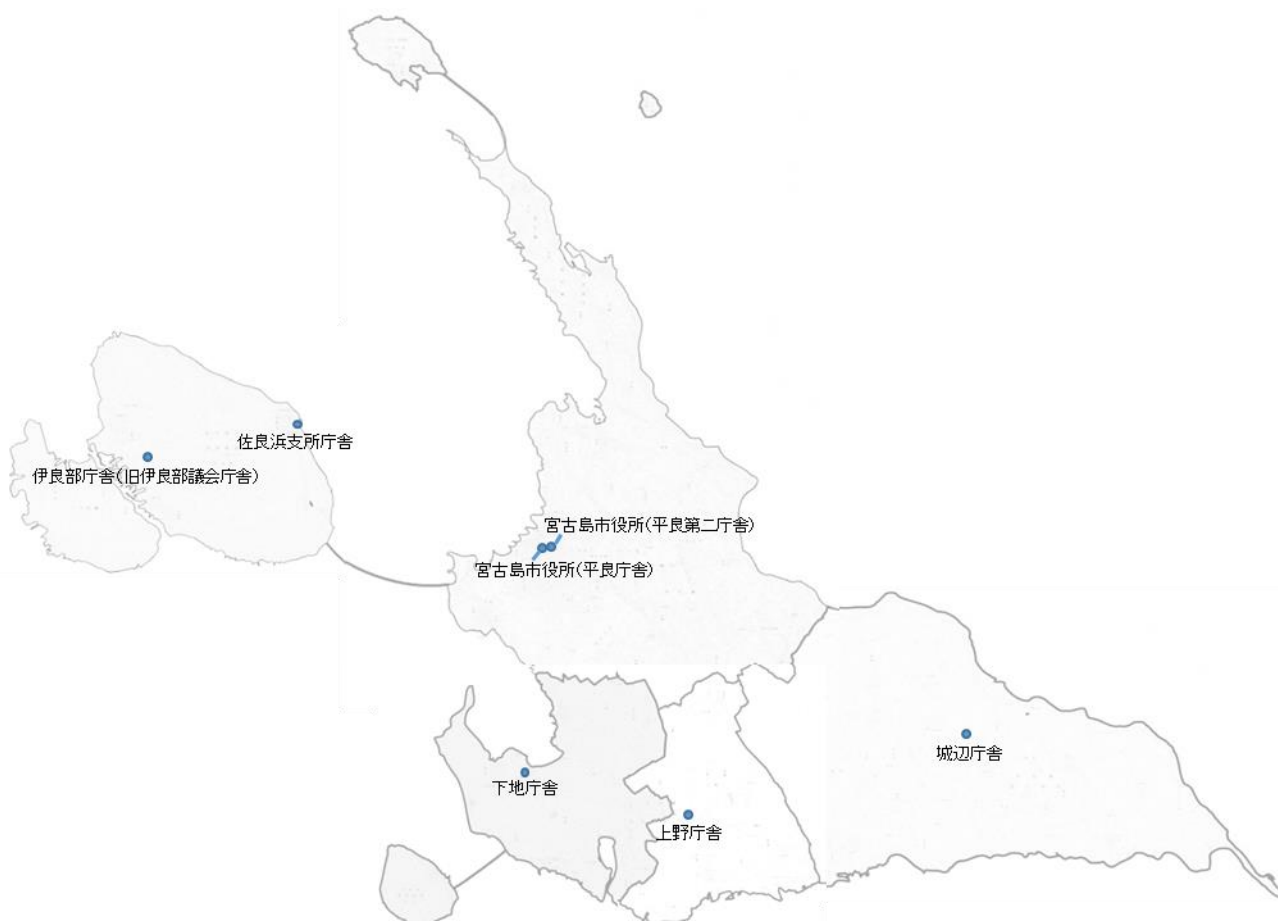 佐良浜支所庁舎
伊良部庁舎(旧伊良部議会庁舎)
宮古島市役所(平良第二庁舎)
宮古島市役所(平良庁舎)
城辺庁舎
下地庁舎
上野庁舎